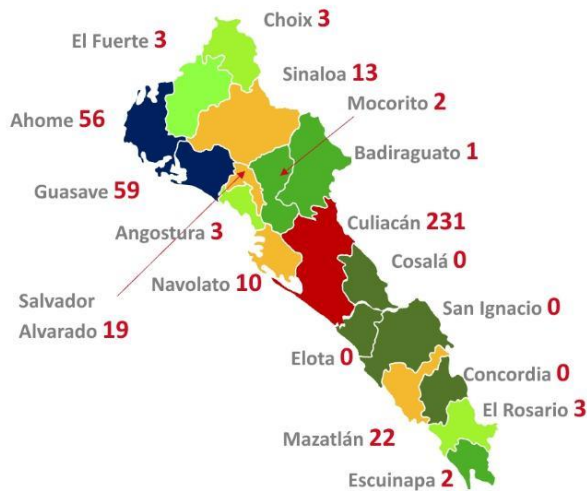 Choix 3
El Fuerte 3
Sinaloa 13
Mocorito 2
Ahome 56
Badiraguato 1
Guasave 59
Culiacán 231
Angostura 3
Cosalá 0
Navolato 10
San Ignacio 0
Salvador
Alvarado 19
Elota 0
Concordia 0
El Rosario 3
Mazatlán 22
Escuinapa 2